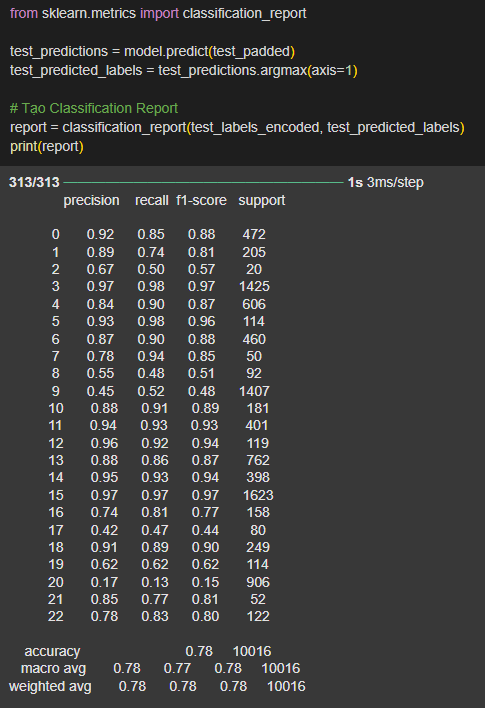 from sklearn.metrics import classification_report
test_predictions = model.predict(test_padded)
test_predicted_labels = test_predictions.argmax(axis=1)
# Tạo Classification Report
report = classification_report(test_labels_encoded, test_predicted_labels)
print(report)
313/313 1s 3ms/step
precision recall f1-score support
0 0.92 0.85 0.88 472
1 0.89 0.74 0.81 205
2 0.67 0.50 0.57 20
3 0.97 0.98 0.97 1425
4 0.84 0.90 0.87 606
5 0.93 0.98 0.96 114
6 0.87 0.90 0.88 460
7 0.78 0.94 0.85 50
8 0.55 0.48 0.51 92
9 0.45 0.52 0.48 1407
10 0.88 0.91 0.89 181
11 0.94 0.93 0.93 401
12 0.96 0.92 0.94 119
13 0.88 0.86 0.87 762
14 0.95 0.93 0.94 398
15 0.97 0.97 0.97 1623
16 0.74 0.81 0.77 158
17 0.42 0.47 0.44 80
18 0.91 0.89 0.90 249
19 0.62 0.62 0.62 114
20 0.17 0.13 0.15 906
21 0.85 0.77 0.81 52
22 0.78 0.83 0.80 122
accuracy 0.78 10016
macro avg 0.78 0.77 0.78 10016
weighted avg 0.78 0.78 0.78 10016